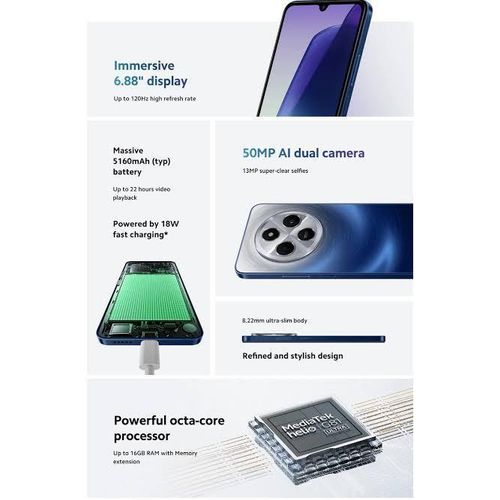 Immersive
6.88" display
Up to 120Hz high refresh rate
Massive
5160mAh (typ)
battery
Up to 22 hours video
playback
Powered by 18W
fast charging*
50MP AI dual camera
13MP super-clear selfies
8.22mm ultra-slim body
Refined and stylish design
Powerful octa-core
processor
Up to 16GB RAM with Memory
extension
MediaTek
helio G81
ULTRA